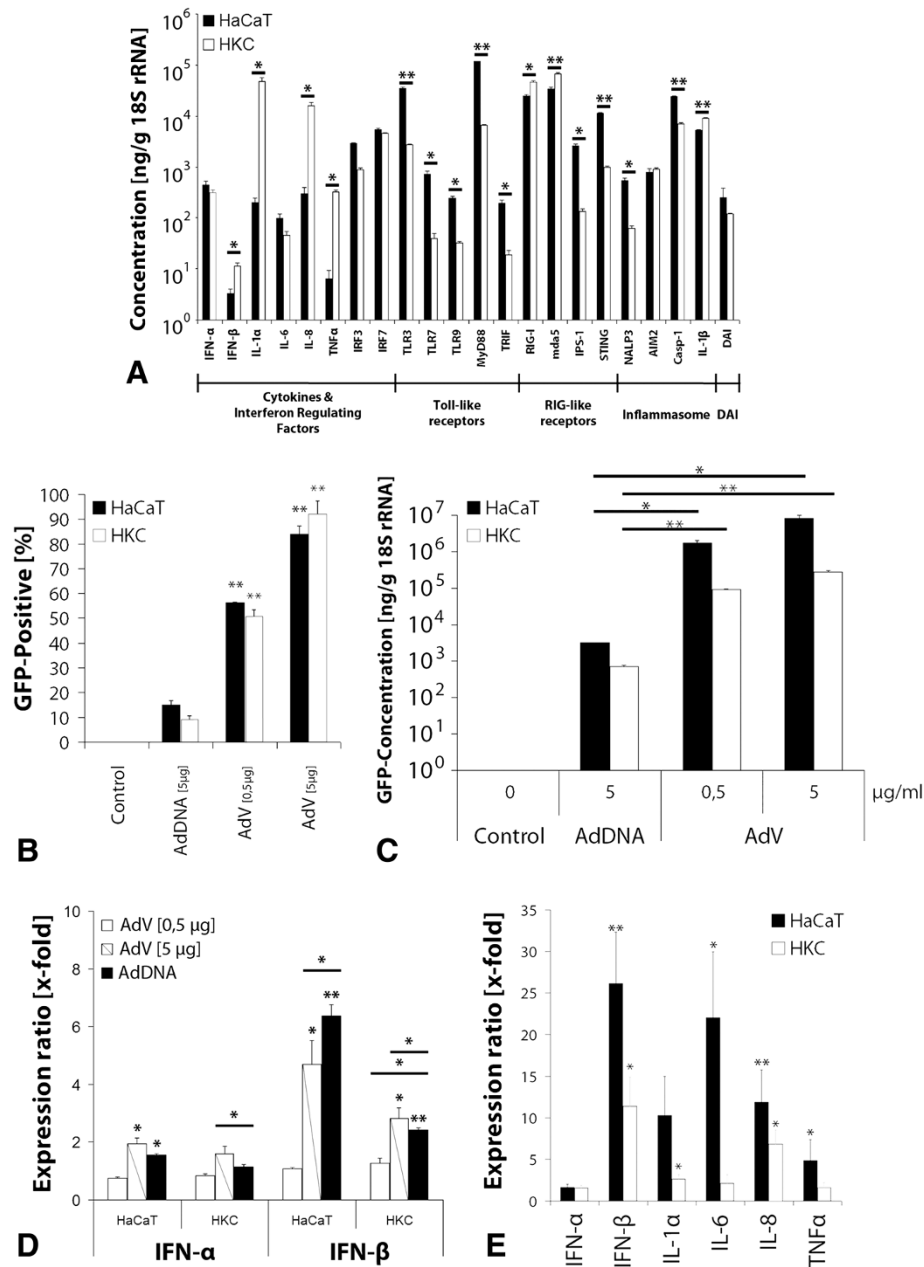 HaCaT
HKC
Concentration [ng/g 18S rRNA]
10^6
10^5
10^4
10^3
10^2
10^1
10^0
* * * * ** * * ** * * ** * ** * ** **
IFN-α IFN-β IL-1α IL-6 IL-8 TNFα IRF3 IRF7 TLR3 TLR7 TLR9 MyD88 TRIF RIG-I mda5 IPS-1 STING NALP3 AIM2 Casp-1 IL-1β DAI
Cytokines &
Interferon Regulating
Factors
Toll-like
receptors
RIG-like
receptors
Inflammasome
DAI
A
HaCaT
HKC
GFP-Positive [%]
100
90
80
70
60
50
40
30
20
10
0
** ** ** **
Control
AdDNA [5µg]
AdV [0,5µg]
AdV [5µg]
B
HaCaT
HKC
GFP-Concentration [ng/g 18S rRNA]
10^7
10^6
10^5
10^4
10^3
10^2
10^1
10^0
*
**
*
**
0 5 0,5 5 µg/ml
Control AdDNA AdV
C
AdV [0,5 µg]
AdV [5 µg]
AdDNA
Expression ratio [x-fold]
10
8
6
4
2
0
* * * * * ** * * * **
HaCaT HKC HaCaT HKC
IFN-α IFN-β
D
HaCaT
HKC
Expression ratio [x-fold]
35
30
25
20
15
10
5
0
** * * * ** * *
IFN-α
IFN-β
IL-1α
IL-6
IL-8
TNFα
E